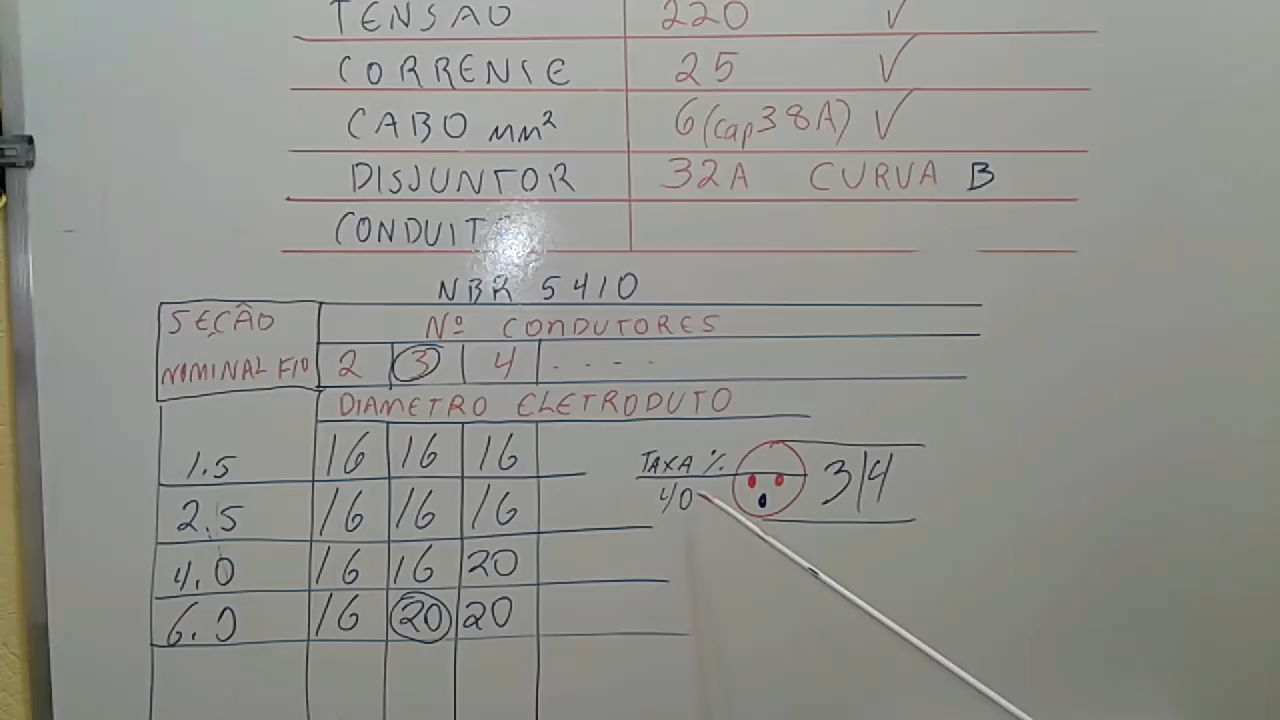 TENSÃO 220 ✓
CORRENTE 25 ✓
CABO mm² 6 (Cap 38A) ✓
DISJUNTOR 32A CURVA B
CONDUIT
NBR 5410
SEÇÃO NOMINAL FIO
Nº CONDUTORES
2 3 4 . . - - .
DIAMETRO ELETRODUTO
1.5 16 16 16
2.5 16 16 16
4.0 16 16 20
6.0 16 20 20
TAXA %
40
3/4